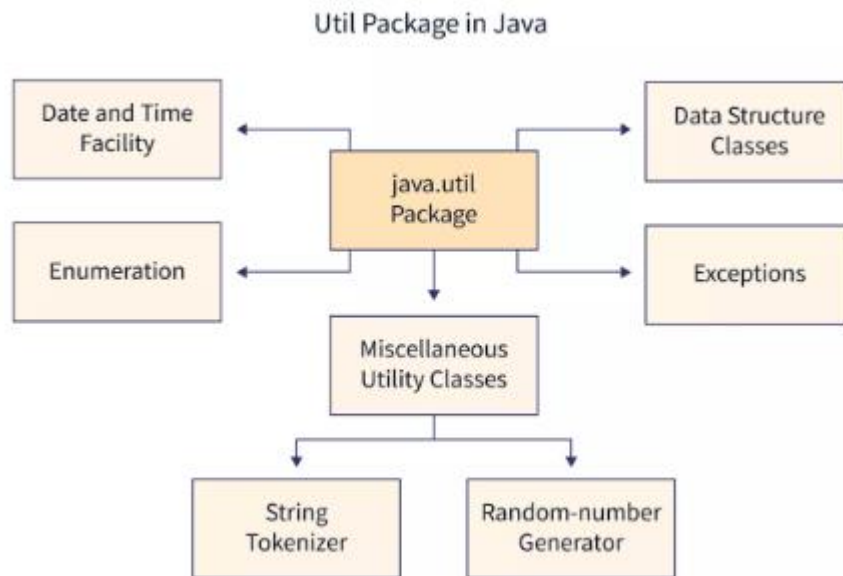 Util Package in Java
Date and Time
Facility
Data Structure
Classes
java.util
Package
Enumeration
Exceptions
Miscellaneous
Utility Classes
String
Tokenizer
Random-number
Generator